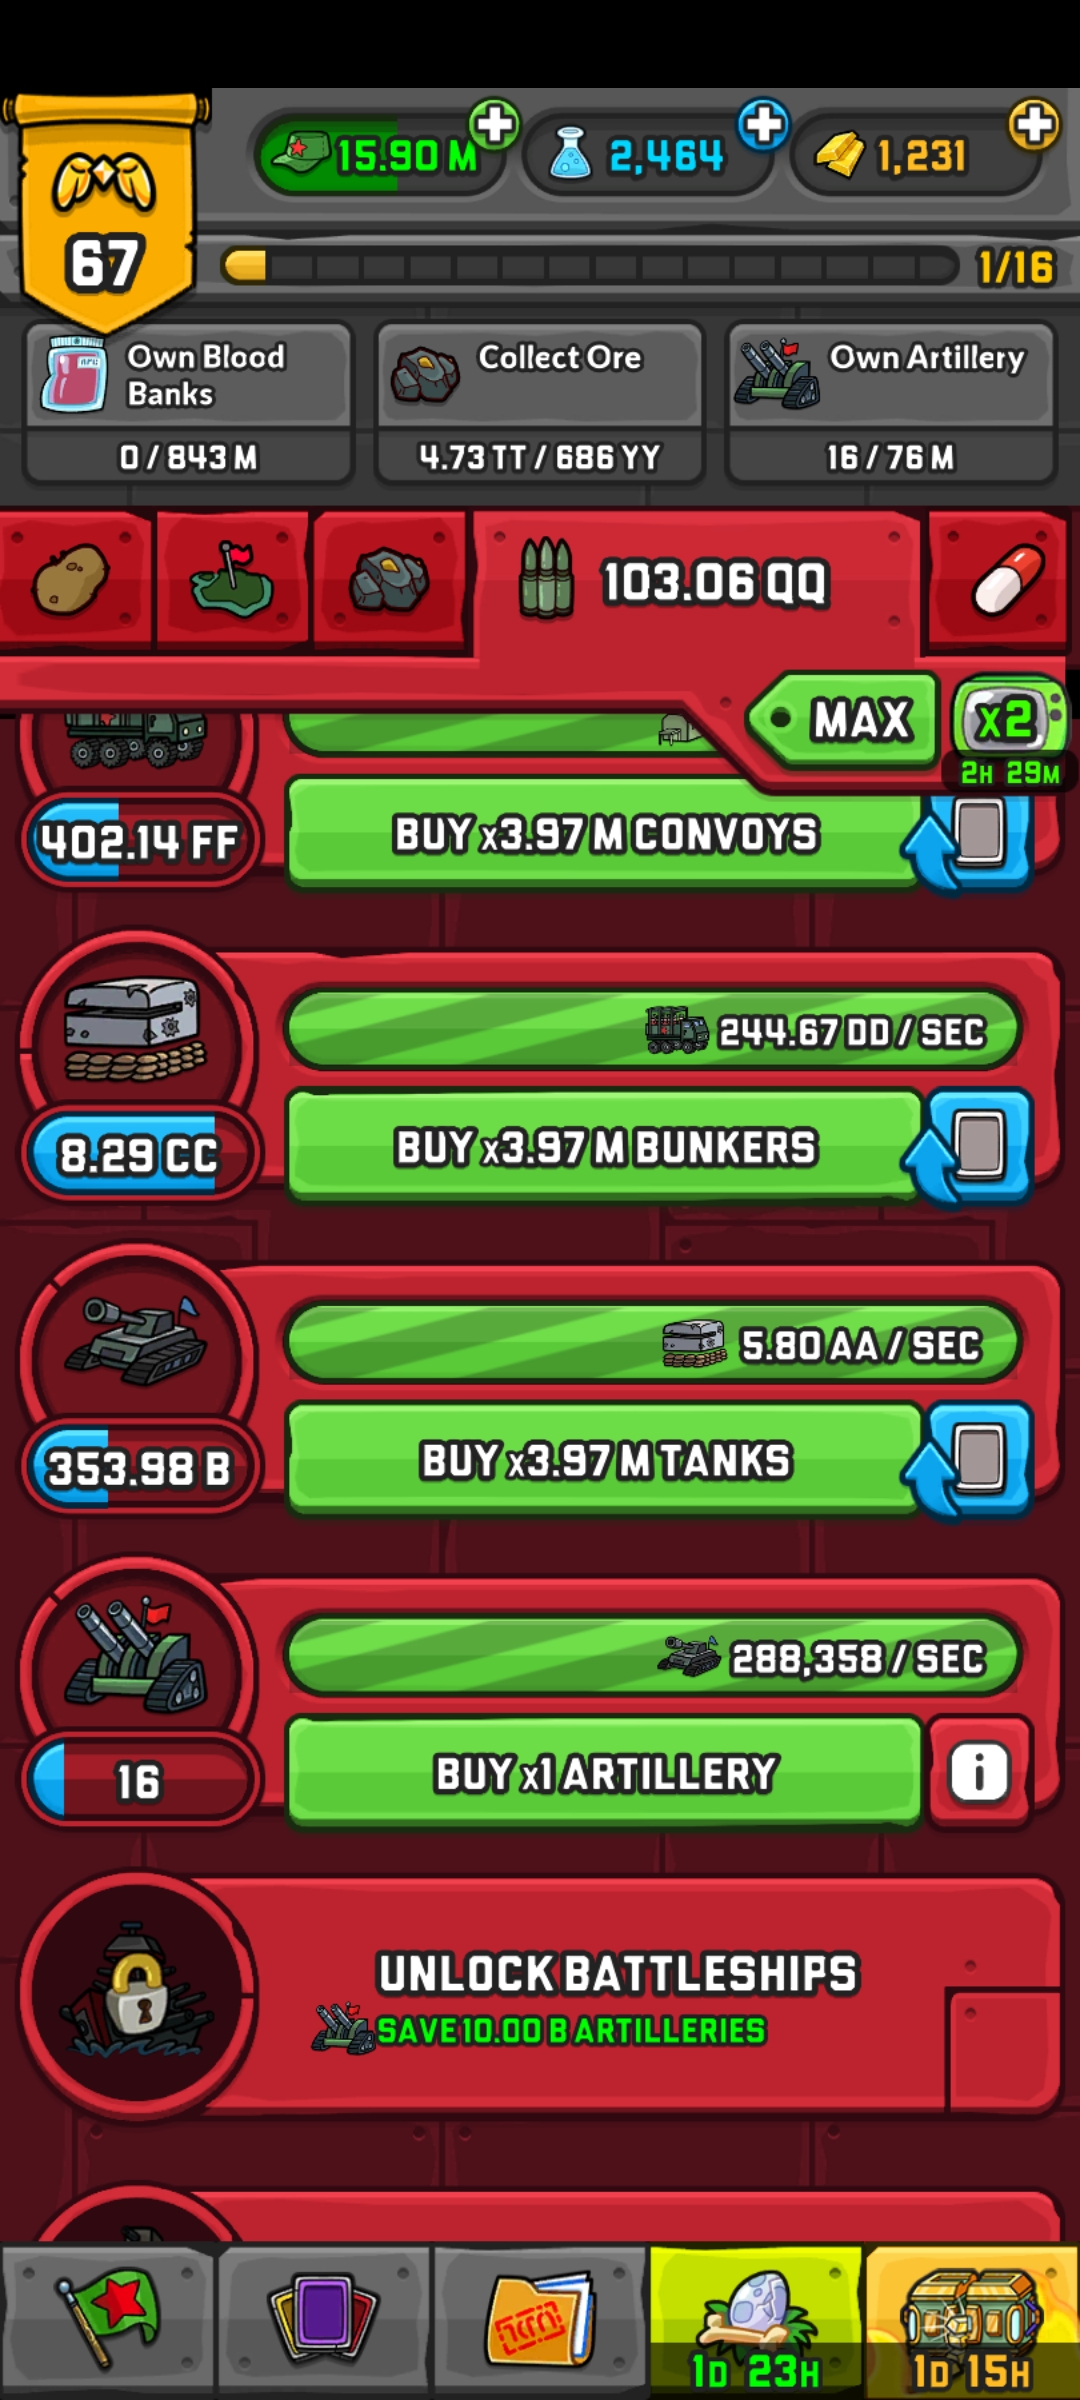 15.90 M
2,464
1,231
67
1/16
Own Blood
Banks
0 / 843 M
Collect Ore
4.73 TT / 686 YY
Own Artillery
16 / 76 M
103.06 QQ
MAX
x2
2H 29M
402.14 FF
BUY x3.97 M CONVOYS
244.67 DD / SEC
8.29 CC
BUY x3.97 M BUNKERS
5.80 AA / SEC
353.98 B
BUY x3.97 M TANKS
288,358 / SEC
16
BUY x1 ARTILLERY
i
UNLOCK BATTLESHIPS
SAVE 10.00 B ARTILLERIES
1D 23H
1D 15H